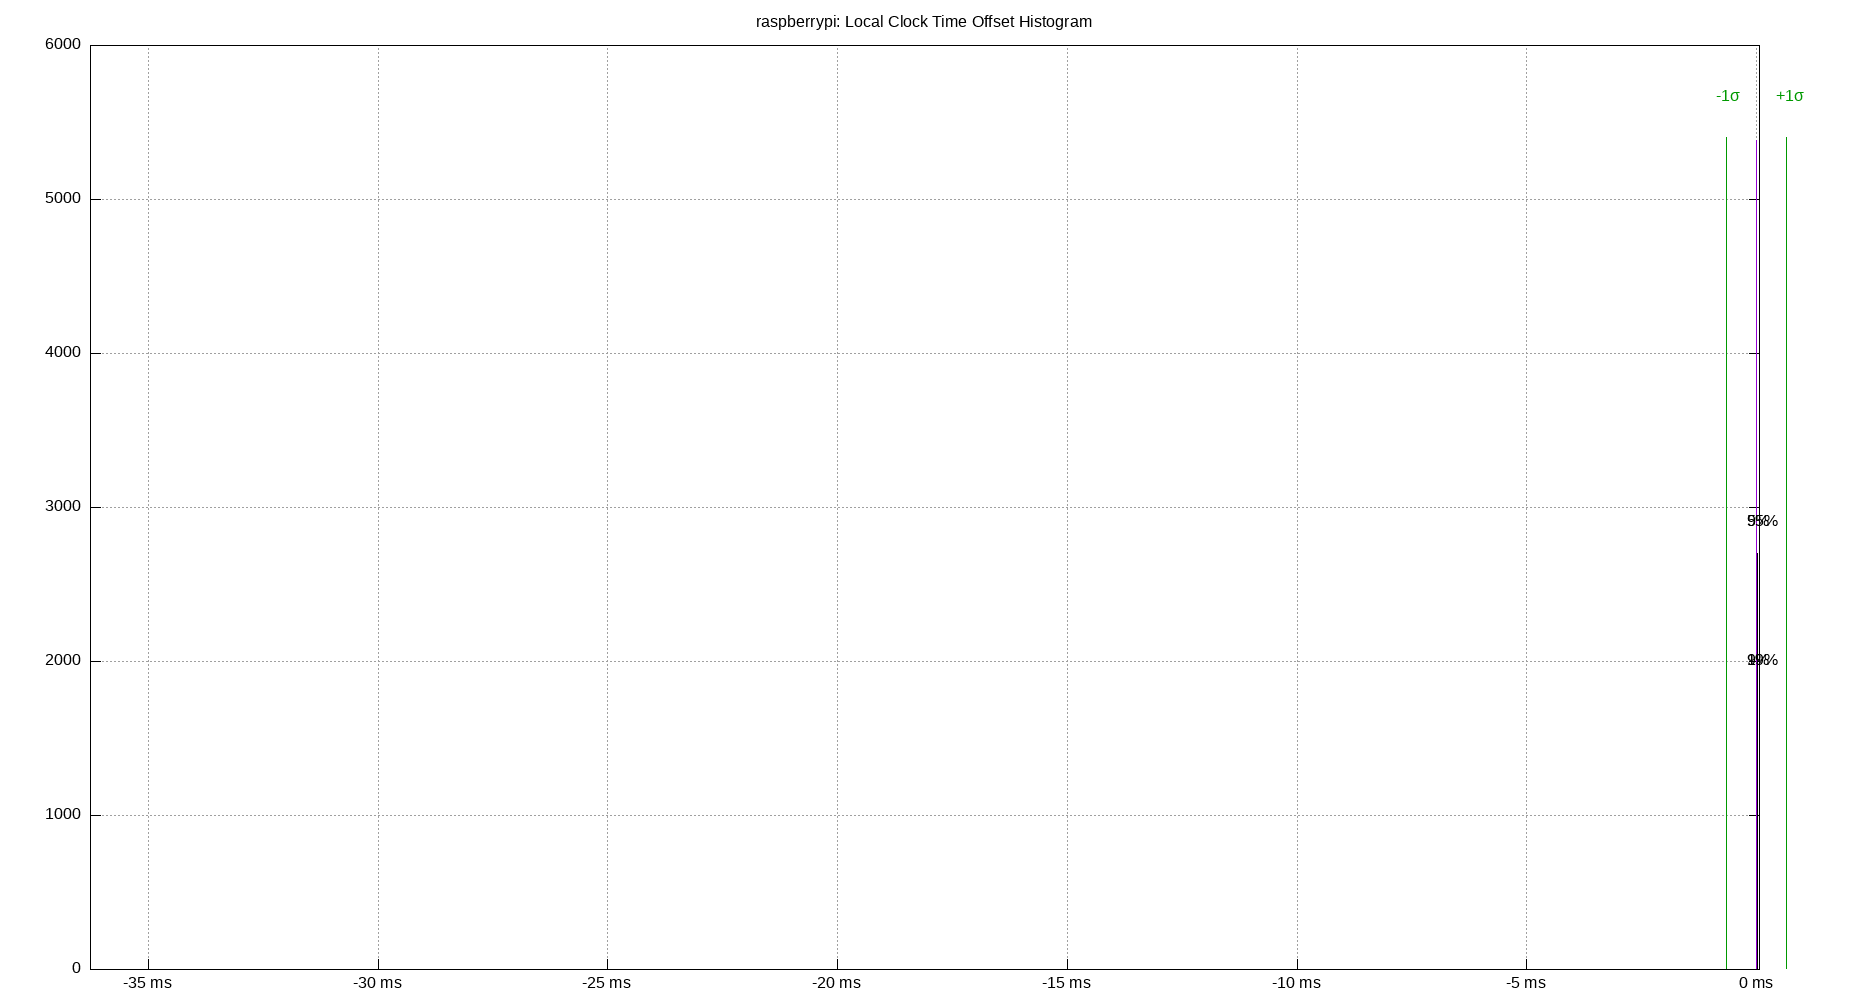 raspberrypi: Local Clock Time Offset Histogram
6000
-1σ
+1σ
5000
4000
3000
2000
1000
0
-35 ms
-30 ms
-25 ms
-20 ms
-15 ms
-10 ms
-5 ms
0 ms